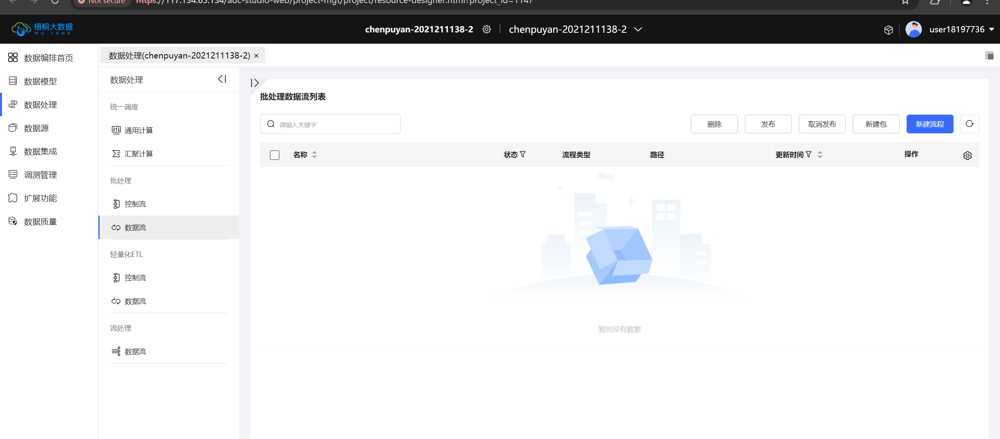 Not secure https://117.134.65.134/adc-studio-web/project-mgt/project/resource-designer.html?project_id=1147
梧桐大数据
WU TONG
chenpuyan-2021211138-2
chenpuyan-2021211138-2
user18197736
数据编排首页
数据模型
数据处理
数据源
数据集成
调测管理
扩展功能
数据质量
数据处理(chenpuyan-2021211138-2) ×
数据处理
统一调度
通用计算
汇聚计算
批处理
控制流
数据流
轻量化ETL
控制流
数据流
流处理
数据流
批处理数据流列表
请输入关键字
删除
发布
取消发布
新建包
新建流程
名称
状态
流程类型
路径
更新时间
操作
暂时没有数据